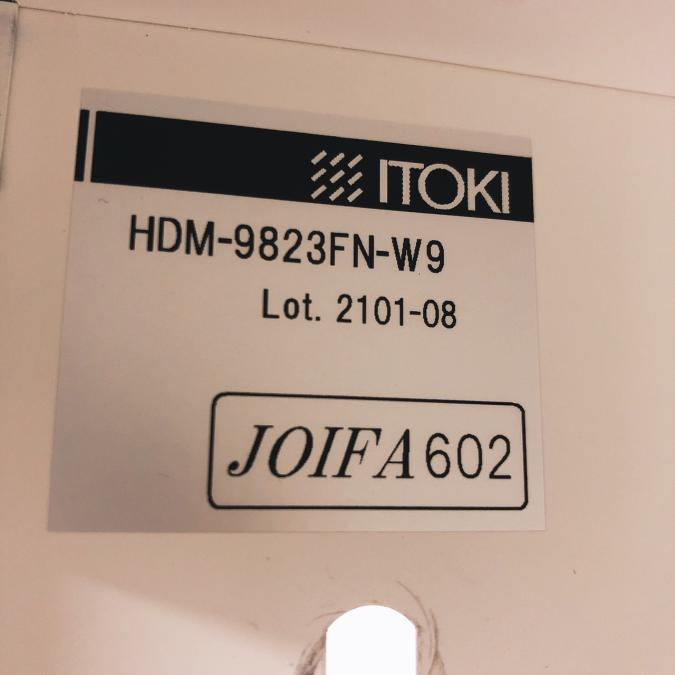 ITOKI
HDM-9823FN-W9
Lot. 2101-08
JOIFA602